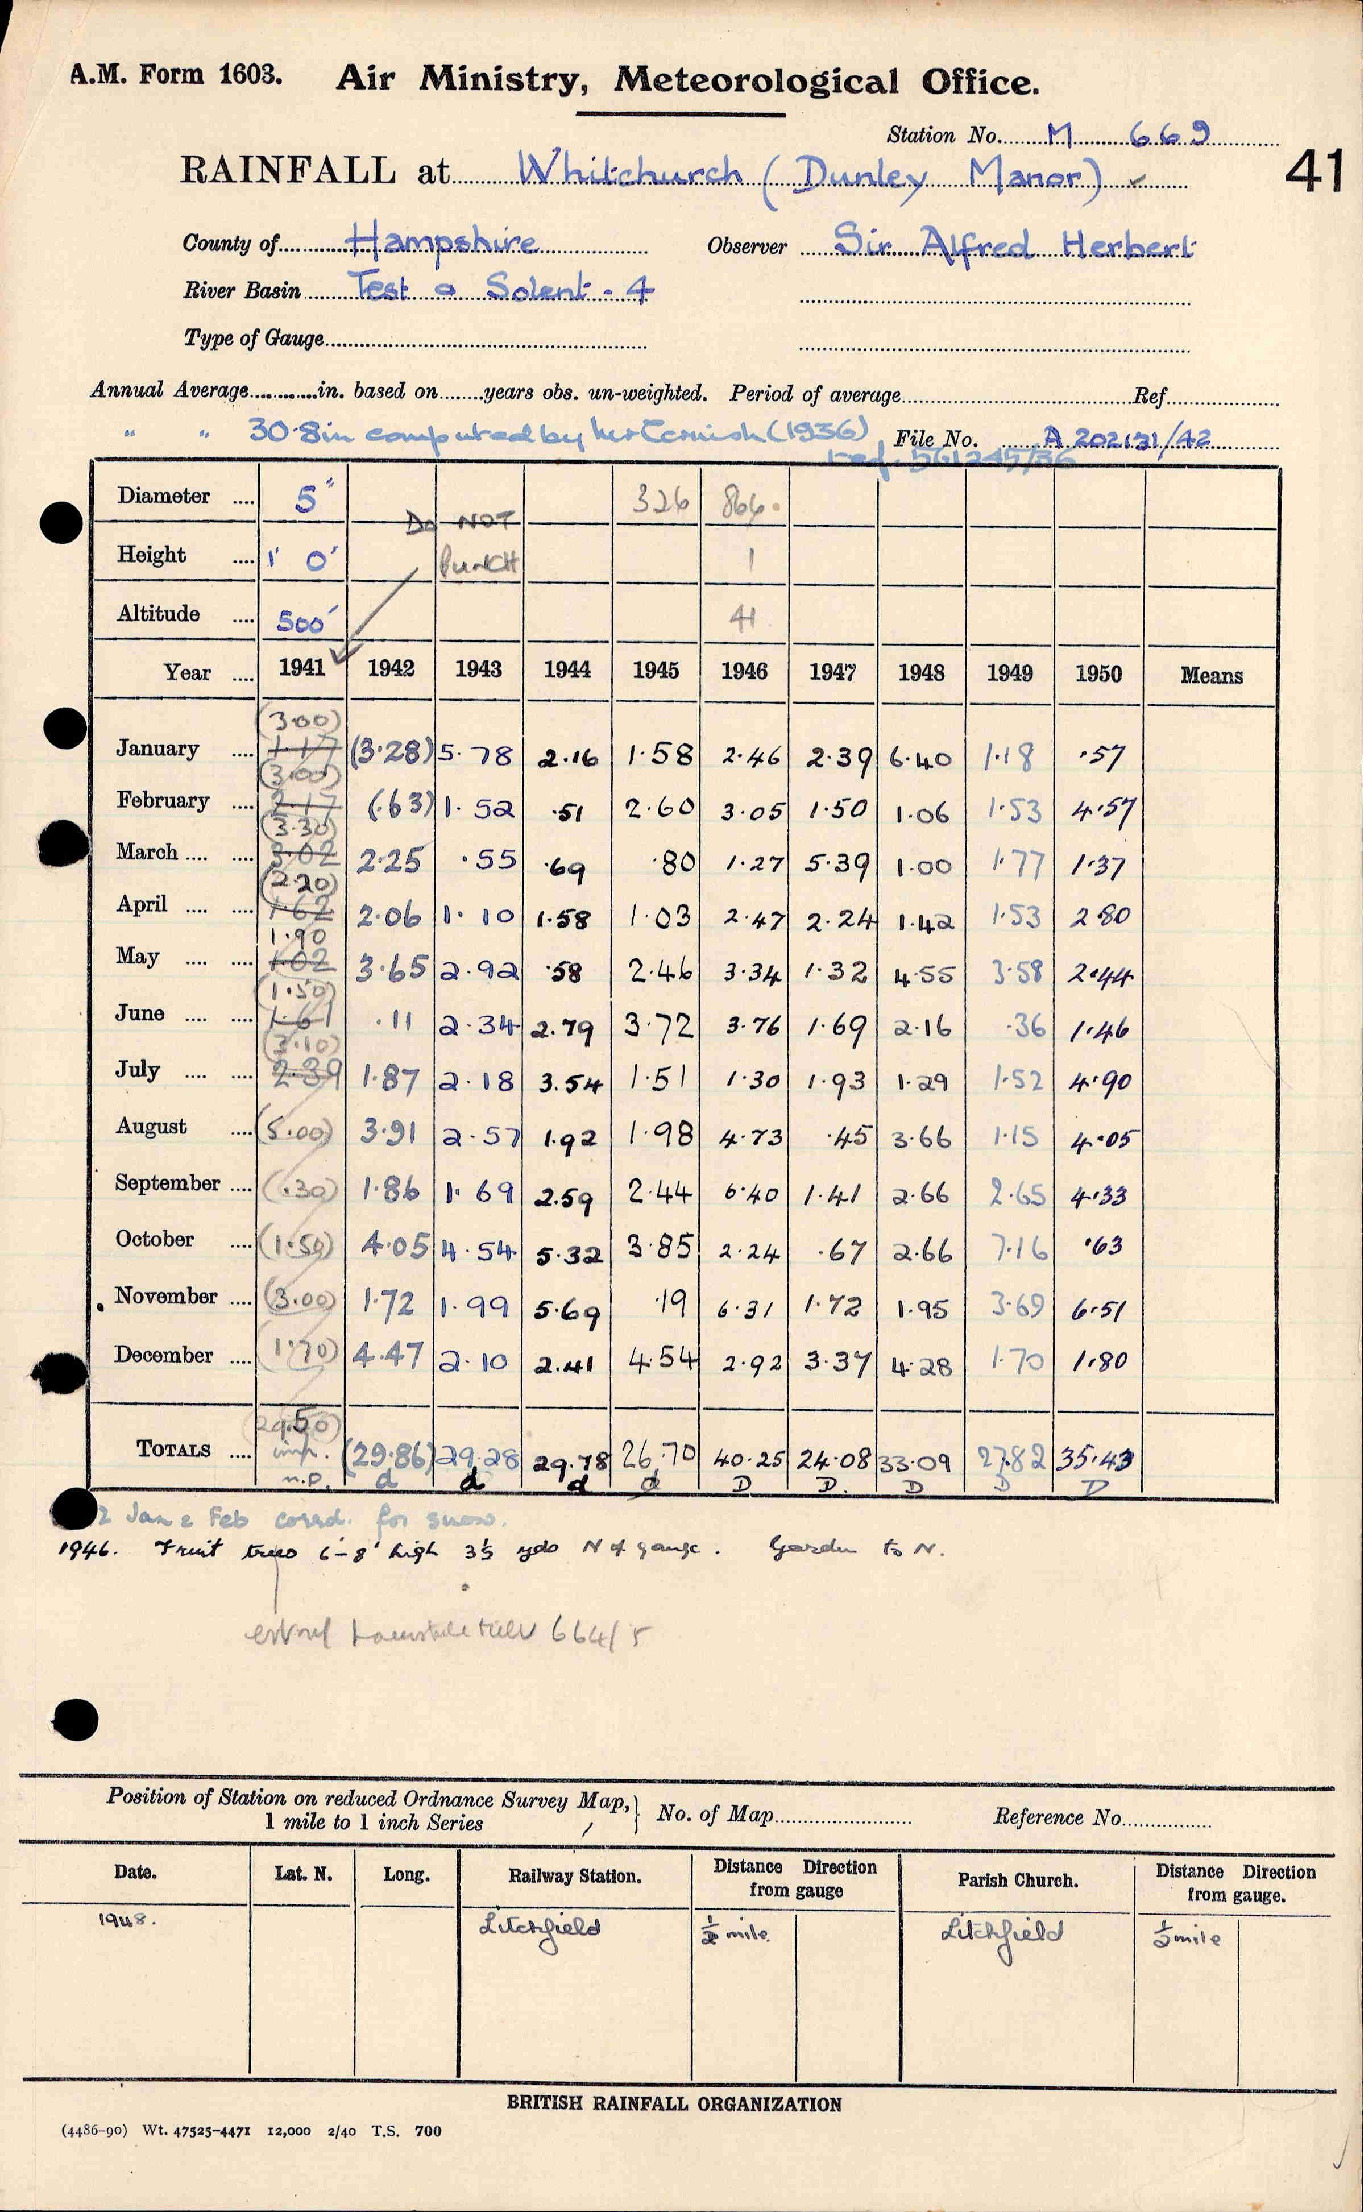 A.M. Form 1603. Air Ministry, Meteorological Office.
Station No. M 669
41
RAINFALL at Whitchurch (Dunley Manor) ✓
County of Hampshire Observer Sir Alfred Herbert
River Basin Test & Solent - 4
Type of Gauge
Annual Average in. based on years obs. un-weighted. Period of average Ref
" " 30.8in computed by (1936) File No. A 202131/42
Diameter 5" 326 866.
Do NOT
Height 1' 0" PUNCH 1
Altitude 500' 41
Year 1941 1942 1943 1944 1945 1946 1947 1948 1949 1950 Means
(3.00)
January 1.17 (3.28) 5.78 2.16 1.58 2.46 2.39 6.40 1.18 .57
(3.00)
February 2.17 (.63) 1.52 .51 2.60 3.05 1.50 1.06 1.53 4.57
(3.30)
March 3.02 2.25 .55 .69 .80 1.27 5.39 1.00 1.77 1.37
(2.20)
April 1.62 2.06 1.10 1.58 1.03 2.47 2.24 1.42 1.53 2.80
1.90
May 1.02 3.65 2.92 .58 2.46 3.34 1.32 4.55 3.58 2.44
(1.50)
June 1.61 .11 2.34 2.79 3.72 3.76 1.69 2.16 .36 1.46
(3.10)
July 2.39 1.87 2.18 3.54 1.51 1.30 1.93 1.29 1.52 4.90
August (5.00) 3.91 2.57 1.92 1.98 4.73 .45 3.66 1.15 4.05
September (.30) 1.86 1.69 2.59 2.44 6.40 1.41 2.66 2.65 4.33
October (1.50) 4.05 4.54 5.32 3.85 2.24 .67 2.66 7.16 .63
November (3.00) 1.72 1.99 5.69 .19 6.31 1.72 1.95 3.69 6.51
December (1.70) 4.47 2.10 2.41 4.54 2.92 3.37 4.28 1.70 1.80
(29.50)
TOTALS imp. (29.86) 29.28 29.78 26.70 40.25 24.08 33.09 27.82 35.43
n.p. d d d d D D. D D D
2 Jan & Feb corrd. for snow.
1946. Fruit trees 6'-8' high 3½ yds N of gauge. Garden to N.
664/5
Position of Station on reduced Ordnance Survey Map, 1 mile to 1 inch Series } No. of Map Reference No.
Date. Lat. N. Long. Railway Station. Distance Direction from gauge Parish Church. Distance Direction from gauge.
1948. Litchfield ½ mile Litchfield ½ mile
BRITISH RAINFALL ORGANIZATION
(4486-90) Wt. 47525-4471 12,000 2/40 T.S. 700